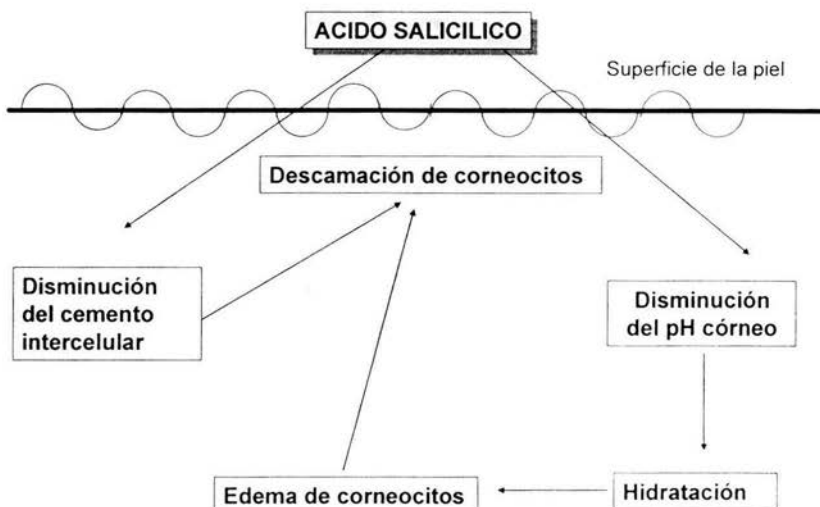 ACIDO SALICILICO
Superficie de la piel
Descamación de corneocitos
Disminución
del cemento
intercelular
Disminución
del pH córneo
Edema de corneocitos
Hidratación